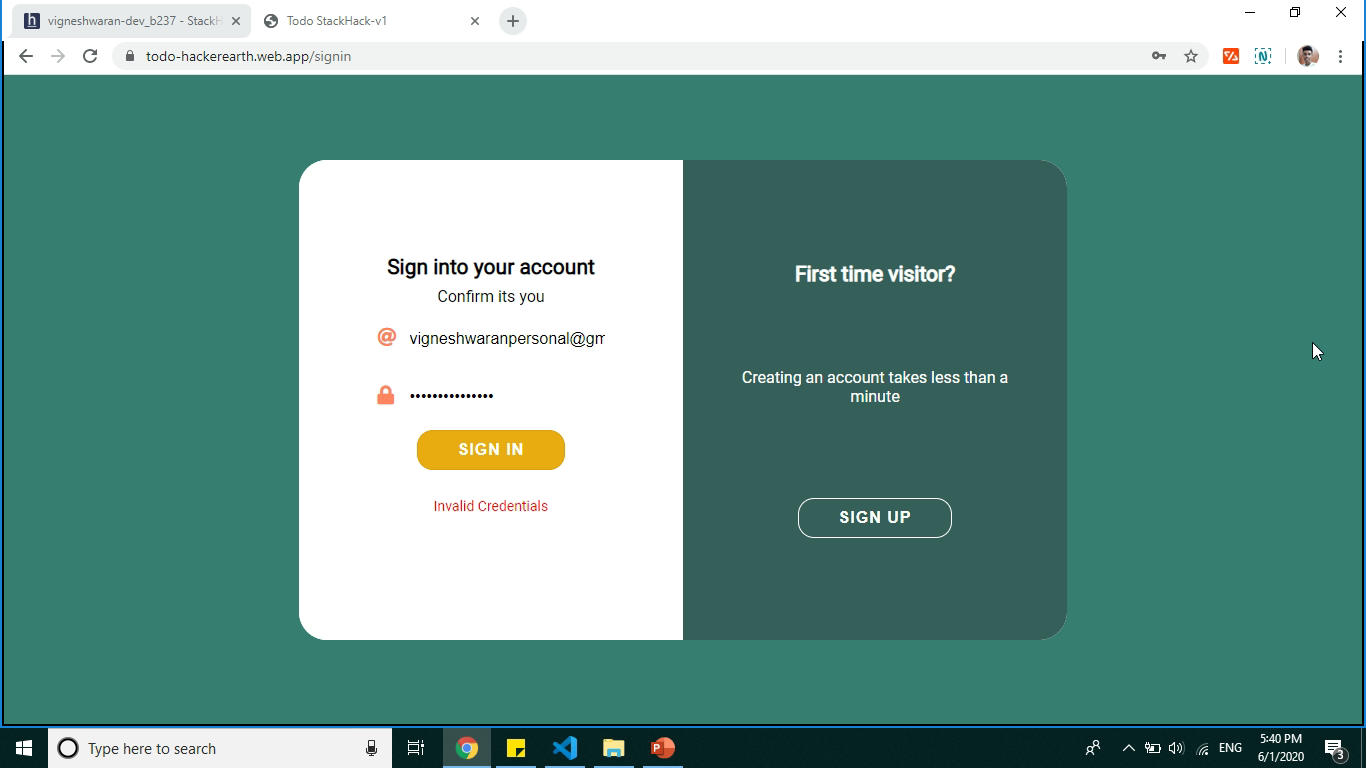 vigneshwaran-dev_b237 - StackH
Todo StackHack-v1
todo-hackerearth.web.app/signin
Sign into your account
Confirm its you
vigneshwaranpersonal@gm
•••••••••••••••
SIGN IN
Invalid Credentials
First time visitor?
Creating an account takes less than a
minute
SIGN UP
Type here to search
ENG
5:40 PM
6/1/2020
3